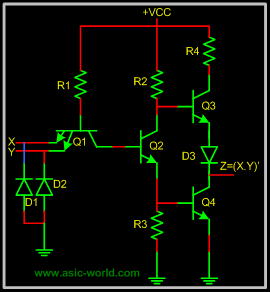 +VCC
R1
R2
R4
Q3
X
Y
Q1
Q2
D3
Z=(X.Y)'
D1
D2
R3
Q4
www.asic-world.com